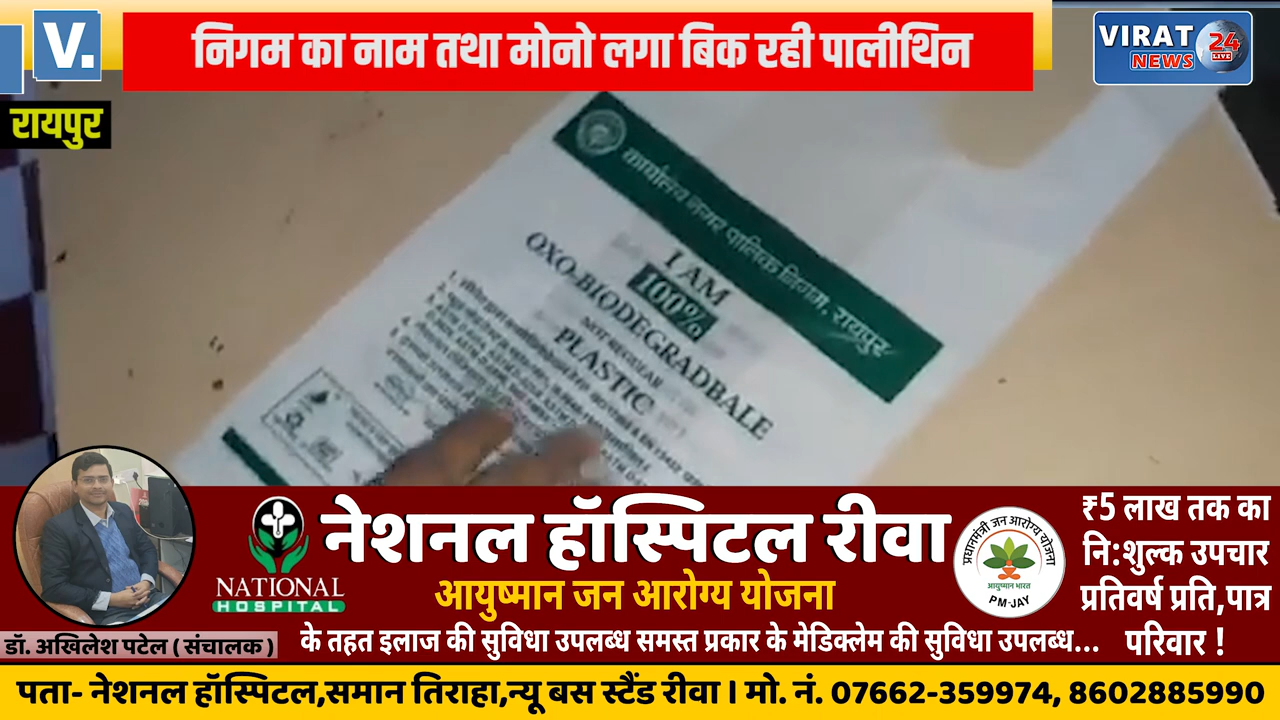 V.
निगम का नाम तथा मोनो लगा बिक रही पालीथिन
VIRAT
NEWS
24
LIVE
रायपुर
कार्यालय नगर पालिक निगम, रायपुर
I AM
100%
OXO-BIODEGRADBALE
NOT REGULAR
PLASTIC
नेशनल हॉस्पिटल रीवा
NATIONAL
HOSPITAL
आयुष्मान जन आरोग्य योजना
के तहत इलाज की सुविधा उपलब्ध समस्त प्रकार के मेडिक्लेम की सुविधा उपलब्ध...
प्रधानमंत्री जन आरोग्य योजना
आयुष्मान भारत
PM-JAY
₹5 लाख तक का
नि:शुल्क उपचार
प्रतिवर्ष प्रति,पात्र
परिवार !
डॉ. अखिलेश पटेल ( संचालक )
पता- नेशनल हॉस्पिटल,समान तिराहा,न्यू बस स्टैंड रीवा । मो. नं. 07662-359974, 8602885990